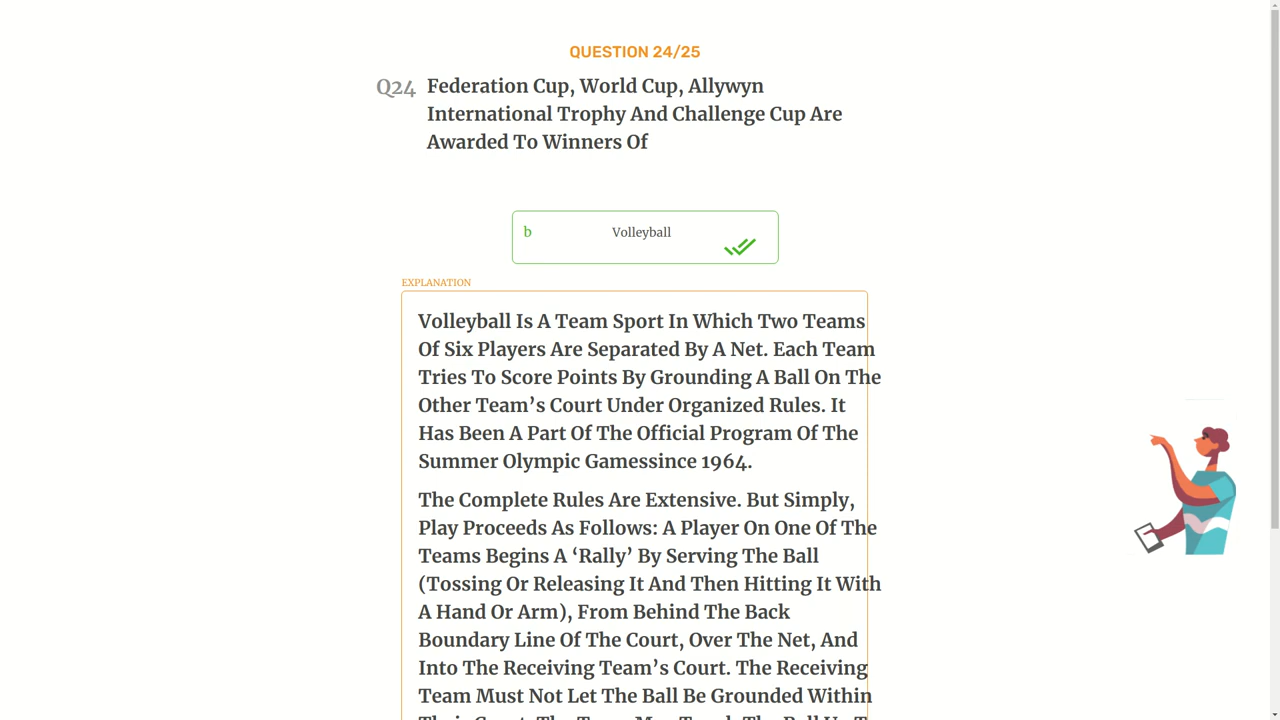 QUESTION 24/25
Q24 Federation Cup, World Cup, Allywyn
International Trophy And Challenge Cup Are
Awarded To Winners Of
b Volleyball
EXPLANATION
Volleyball Is A Team Sport In Which Two Teams
Of Six Players Are Separated By A Net. Each Team
Tries To Score Points By Grounding A Ball On The
Other Team’s Court Under Organized Rules. It
Has Been A Part Of The Official Program Of The
Summer Olympic Gamessince 1964.
The Complete Rules Are Extensive. But Simply,
Play Proceeds As Follows: A Player On One Of The
Teams Begins A ‘Rally’ By Serving The Ball
(Tossing Or Releasing It And Then Hitting It With
A Hand Or Arm), From Behind The Back
Boundary Line Of The Court, Over The Net, And
Into The Receiving Team’s Court. The Receiving
Team Must Not Let The Ball Be Grounded Within